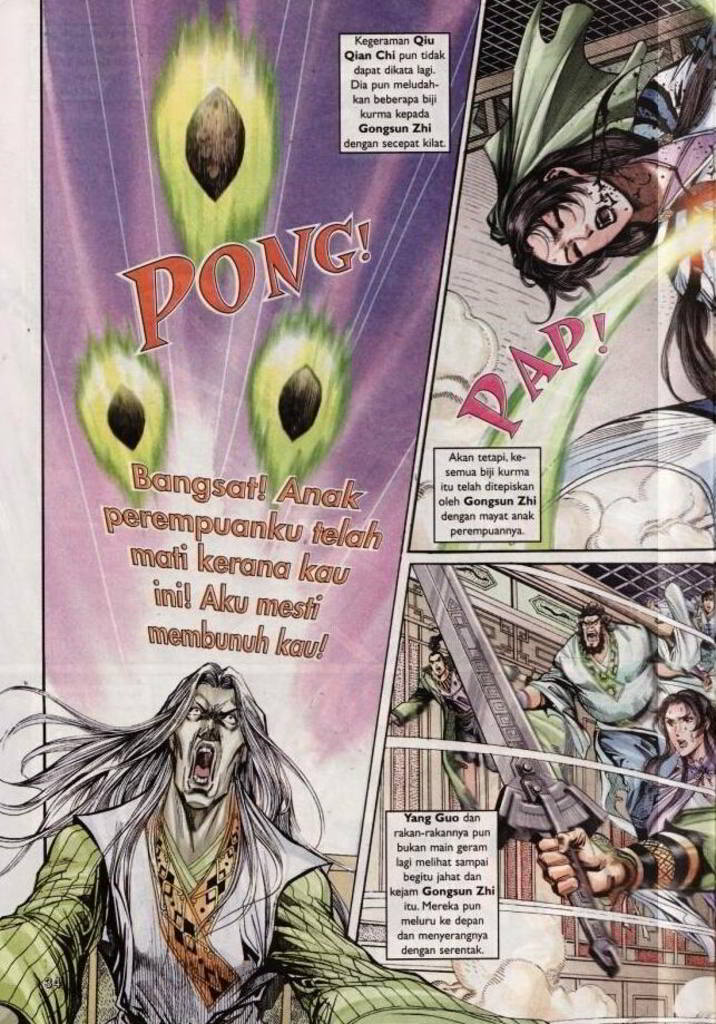 Kegeraman Qiu
Qian Chi pun tidak
dapat dikata lagi.
Dia pun meludah-
kan beberapa biji
kurma kepada
Gongsun Zhi
dengan secepat kilat.
PONG!
Bangsat! Anak
perempuanku telah
mati kerana kau
ini! Aku mesti
membunuh kau!
PAP!
Akan tetapi, ke-
semua biji kurma
itu telah ditepiskan
oleh Gongsun Zhi
dengan mayat anak
perempuannya.
Yang Guo dan
rakan-rakannya pun
bukan main geram
lagi melihat sampai
begitu jahat dan
kejam Gongsun Zhi
itu. Mereka pun
meluru ke depan
dan menyerangnya
dengan serentak.
34